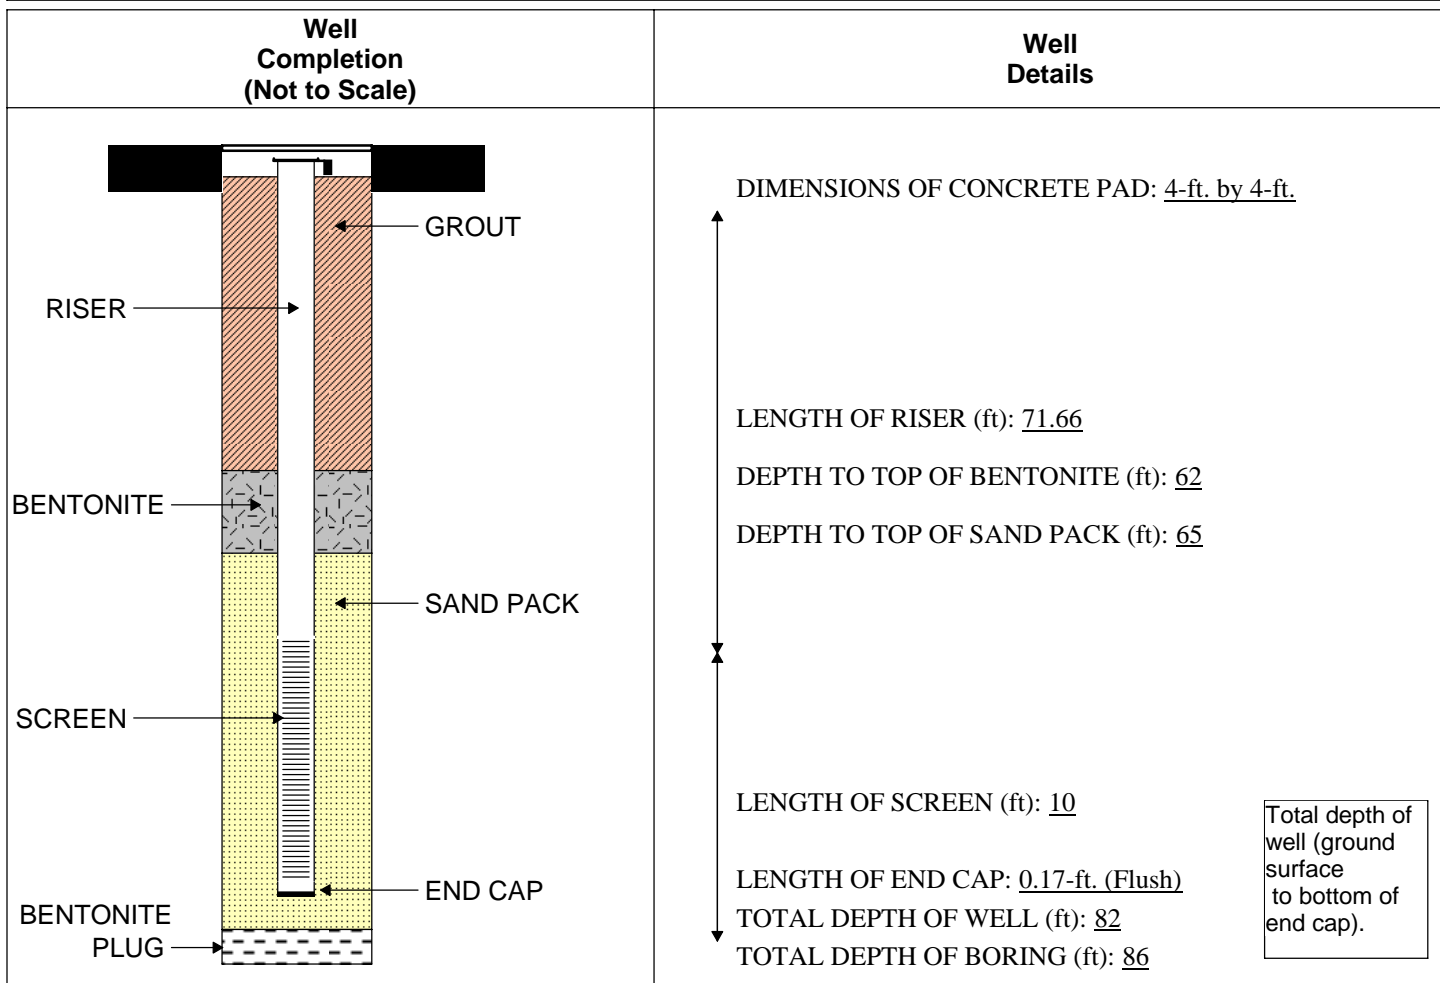 Well
Completion
(Not to Scale)
Well
Details
GROUT
RISER
BENTONITE
SAND PACK
SCREEN
END CAP
BENTONITE
PLUG
DIMENSIONS OF CONCRETE PAD: 4-ft. by 4-ft.
LENGTH OF RISER (ft): 71.66
DEPTH TO TOP OF BENTONITE (ft): 62
DEPTH TO TOP OF SAND PACK (ft): 65
LENGTH OF SCREEN (ft): 10
LENGTH OF END CAP: 0.17-ft. (Flush)
TOTAL DEPTH OF WELL (ft): 82
TOTAL DEPTH OF BORING (ft): 86
Total depth of
well (ground
surface
to bottom of
end cap).